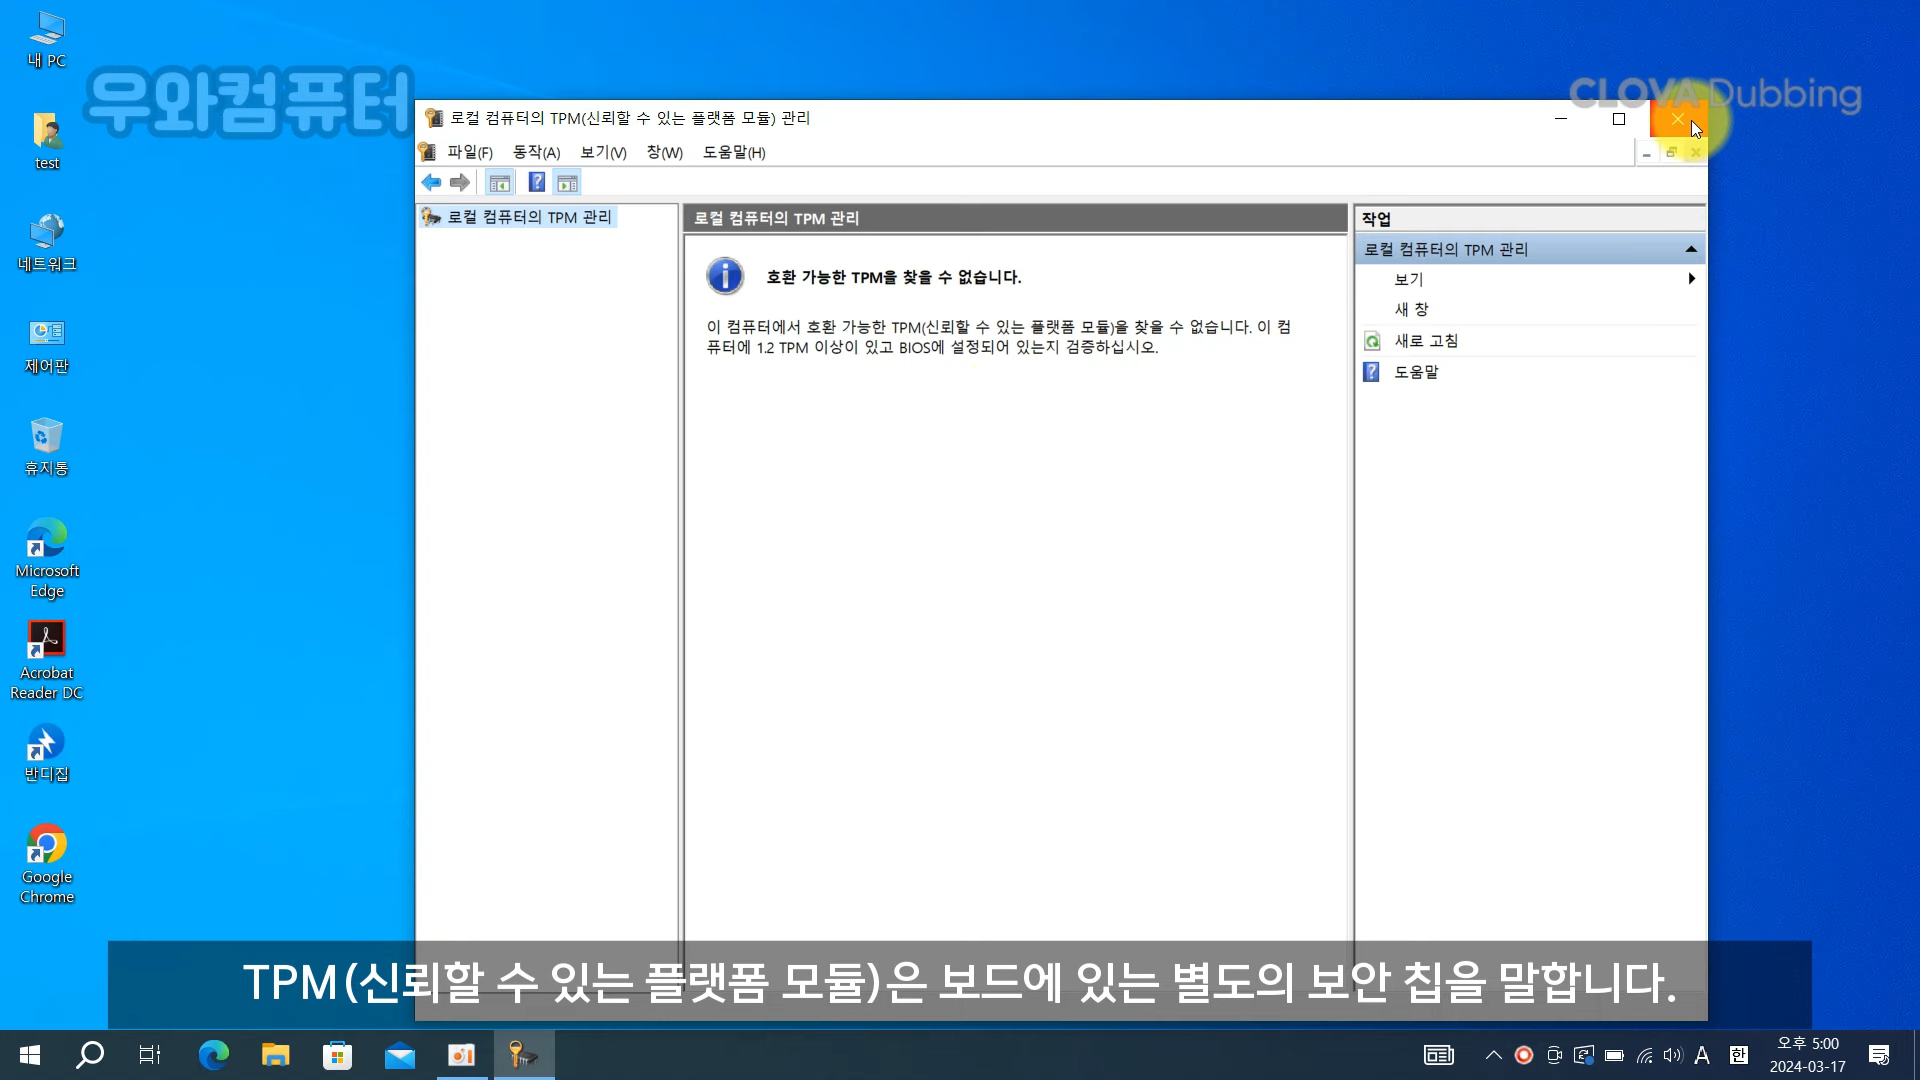 내 PC
test
네트워크
제어판
휴지통
Microsoft
Edge
Acrobat
Reader DC
반디집
Google
Chrome
우와컴퓨터
CLOVA Dubbing
로컬 컴퓨터의 TPM(신뢰할 수 있는 플랫폼 모듈) 관리
파일(F) 동작(A) 보기(V) 창(W) 도움말(H)
로컬 컴퓨터의 TPM 관리
로컬 컴퓨터의 TPM 관리
호환 가능한 TPM을 찾을 수 없습니다.
이 컴퓨터에서 호환 가능한 TPM(신뢰할 수 있는 플랫폼 모듈)을 찾을 수 없습니다. 이 컴
퓨터에 1.2 TPM 이상이 있고 BIOS에 설정되어 있는지 검증하십시오.
작업
로컬 컴퓨터의 TPM 관리
보기
새 창
새로 고침
도움말
TPM(신뢰할 수 있는 플랫폼 모듈)은 보드에 있는 별도의 보안 칩을 말합니다.
A 한
오후 5:00
2024-03-17